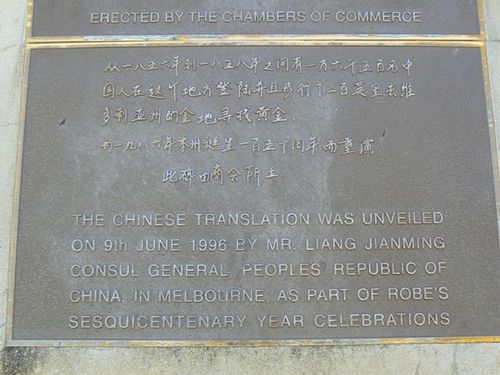 ERECTED BY THE CHAMBERS OF COMMERCE
从一八五六年到一八五八年之间有一万六千五百名中
国人在这个地方登陆并且步行了二百英里去维
多利亚州的金地寻找黄金.
为一九八六年本州诞生一百五十周年而重演.
此碑由商会所立
THE CHINESE TRANSLATION WAS UNVEILED
ON 9th JUNE 1996 BY MR. LIANG JIANMING
CONSUL GENERAL, PEOPLES' REPUBLIC OF
CHINA, IN MELBOURNE, AS PART OF ROBE'S
SESQUICENTENARY YEAR CELEBRATIONS